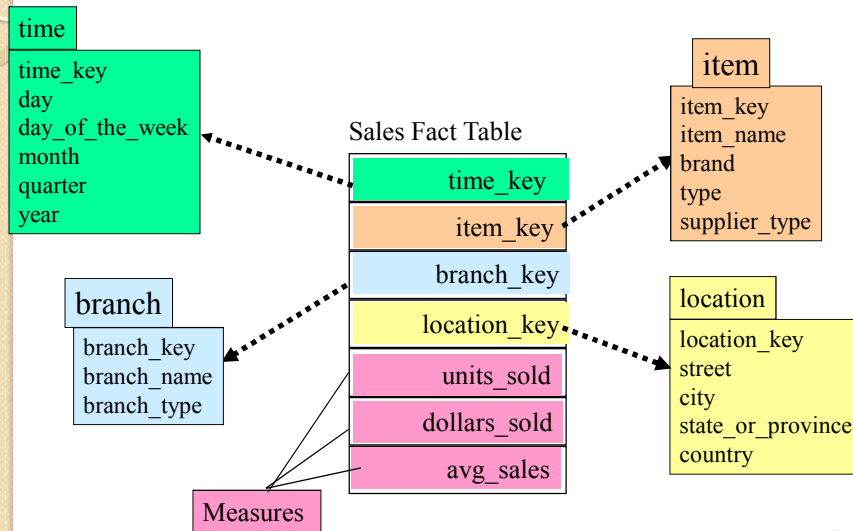 time
time_key
day
day_of_the_week
month
quarter
year
item
item_key
item_name
brand
type
supplier_type
Sales Fact Table
time_key
item_key
branch_key
location_key
units_sold
dollars_sold
avg_sales
branch
branch_key
branch_name
branch_type
location
location_key
street
city
state_or_province
country
Measures